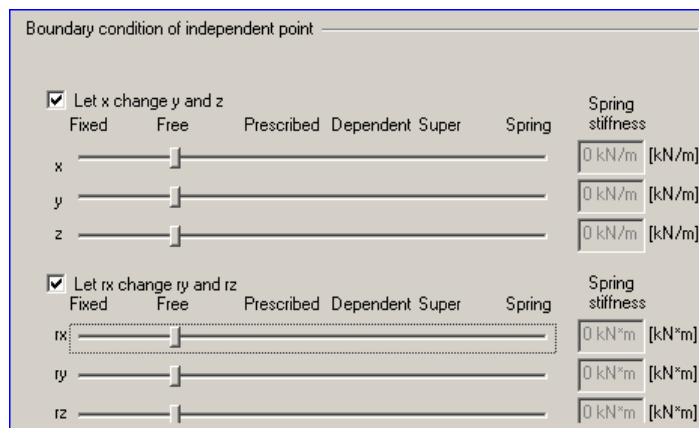 Boundary condition of independent point
Let x change y and z
Spring
stiffness
Fixed Free Prescribed Dependent Super Spring
x 0 kN/m [kN/m]
y 0 kN/m [kN/m]
z 0 kN/m [kN/m]
Let rx change ry and rz
Spring
stiffness
Fixed Free Prescribed Dependent Super Spring
rx 0 kN*m [kN*m]
ry 0 kN*m [kN*m]
rz 0 kN*m [kN*m]